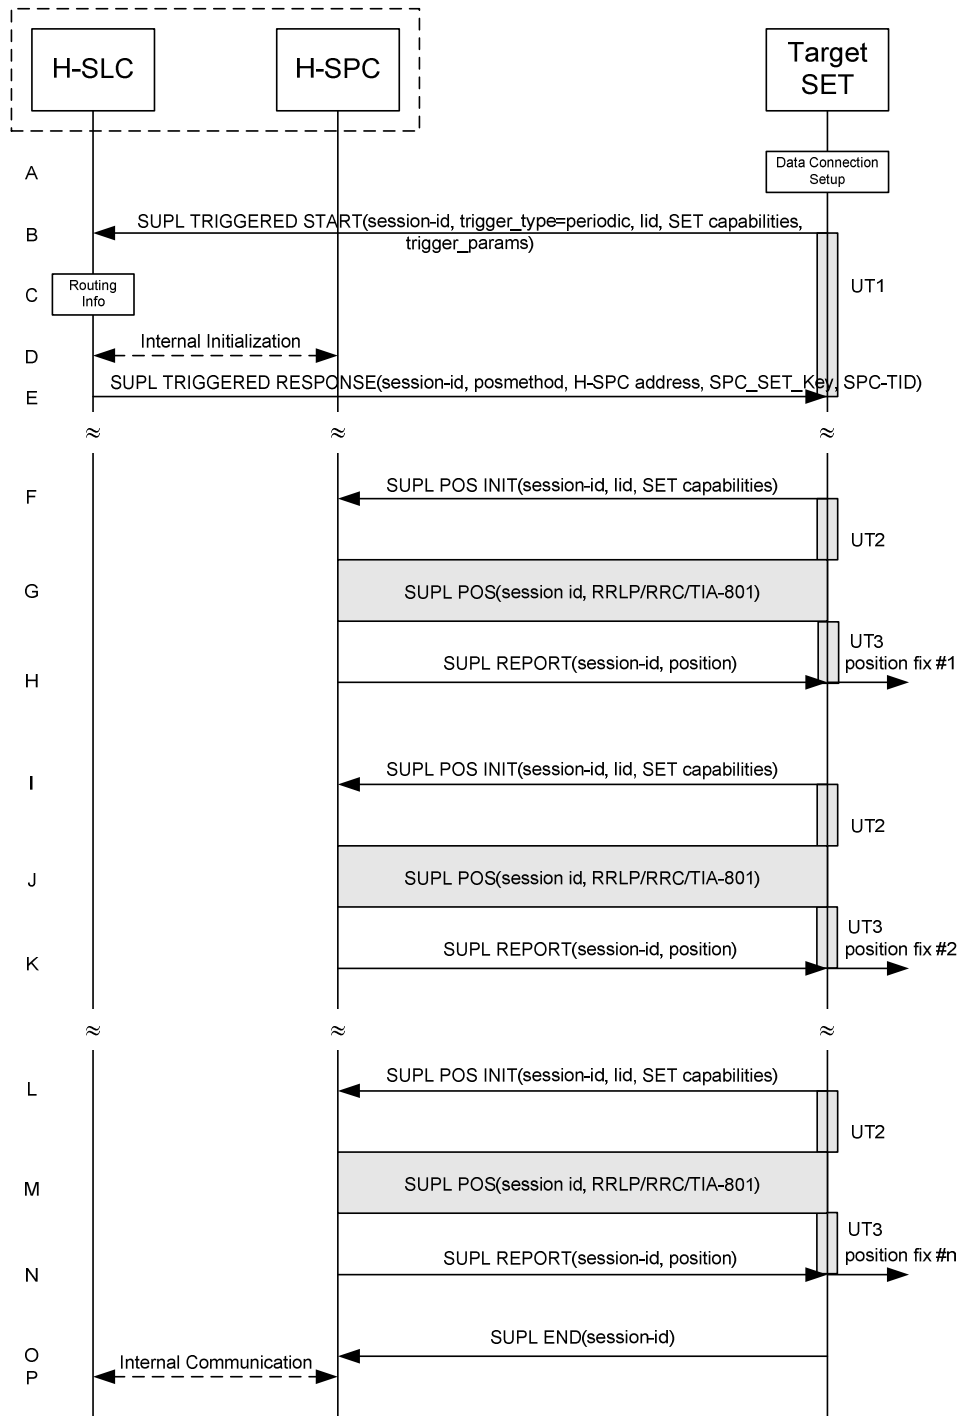 H-SLC
H-SPC
Target
SET
A
Data Connection
Setup
B
SUPL TRIGGERED START(session-id, trigger_type=periodic, lid, SET capabilities,
trigger_params)
C
Routing
Info
UT1
D
Internal Initialization
E
SUPL TRIGGERED RESPONSE(session-id, posmethod, H-SPC address, SPC_SET_Key, SPC-TID)
≈ ≈ ≈
F
SUPL POS INIT(session-id, lid, SET capabilities)
UT2
G
SUPL POS(session id, RRLP/RRC/TIA-801)
UT3
H
SUPL REPORT(session-id, position)
position fix #1
I
SUPL POS INIT(session-id, lid, SET capabilities)
UT2
J
SUPL POS(session id, RRLP/RRC/TIA-801)
UT3
K
SUPL REPORT(session-id, position)
position fix #2
≈ ≈ ≈
L
SUPL POS INIT(session-id, lid, SET capabilities)
UT2
M
SUPL POS(session id, RRLP/RRC/TIA-801)
UT3
N
SUPL REPORT(session-id, position)
position fix #n
O
SUPL END(session-id)
P
Internal Communication